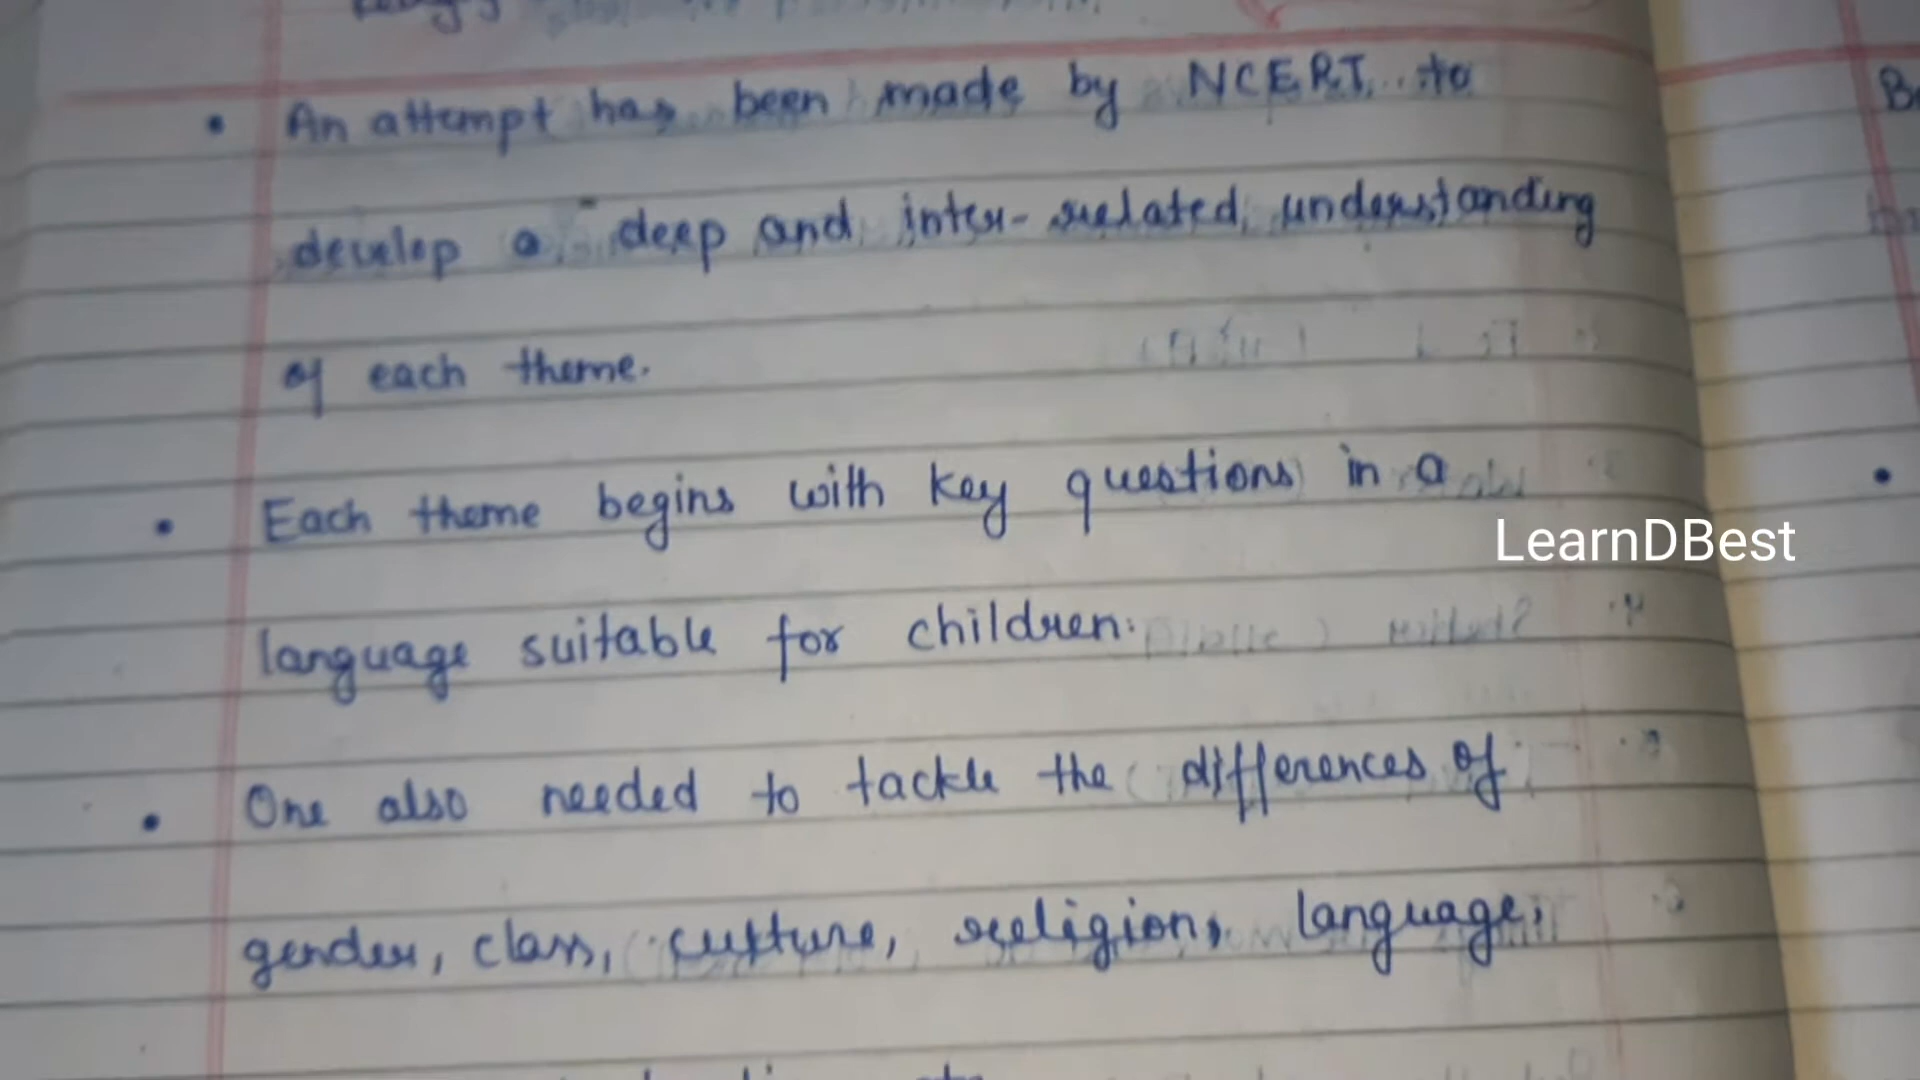 • An attempt has been made by NCERT to
develop a deep and inter-related understanding
of each theme.
• Each theme begins with key questions in a
LearnDBest
language suitable for children.
• One also needed to tackle the differences of
gender, class, culture, religion, language,